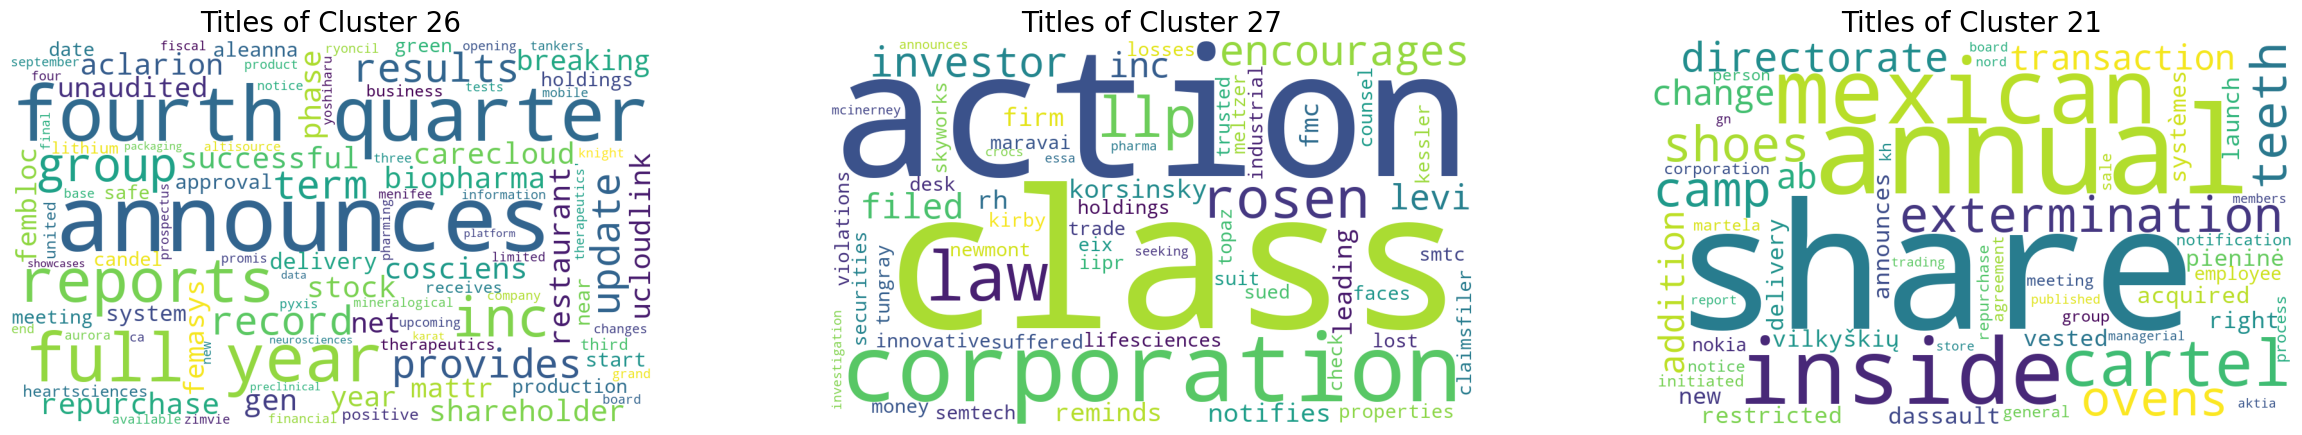 Titles of Cluster 26
date
fiscal
aleanna
ryoncil
green
opening
tankers
september
aclarion
product
phase
results
breaking
four
unaudited
notice
yoshiharu
business
tests
holdings
mobile
fourth quarter
final
lithium
packaging
altisource
three
carecloud
knight
group
successful
base
safe
approval
term
biopharma
restaurant
update
ucloudlink
fembloc
united
prospectus
menifee
information
therapeutics
announces
pharming
platform
showcases
candel
promis
delivery
data
cosciens
limited
near
reports
femasys
stock
receives
pyxis
mineralogical
company
meeting
system
record
net
upcoming
inc
changes
end
aurora
ca
new
neurosciences
karat
therapeutics
third
full year
provides
start
grand
heartsciences
preclinical
gen
year
mattr
production
board
repurchase
available
zimvie
financial
positive
shareholder
Titles of Cluster 27
announces
investor
inc
losses
encourages
action
mcinerney
skyworks
firm
llp
trusted
meltzer
industrial
fmc
counsel
kessler
maravai
crocs
essa
pharma
desk
korsinsky
rosen
levi
filed
rh
kirby
holdings
trade
violations
securities
tungray
class
law
newmont
eix
iipr
seeking
topaz
suit
sued
leading
faces
smtc
claimsfiler
innovative
suffered
lifesciences
check
lost
corporation
investigation
money
semtech
reminds
notifies
properties
Titles of Cluster 21
directorate
board
nord
transaction
person
change
mexican
gn
teeth
shoes
annual
systèmes
launch
corporation
camp
ab
kh
sale
members
addition
martela
delivery
announces
extermination
share
trading
repurchase
agreement
notification
pieninė
meeting
employee
report
published
acquired
group
right
process
nokia
vilkyškių
store
vested
managerial
notice
initiated
new
inside
cartel
ovens
restricted
dassault
general
aktia